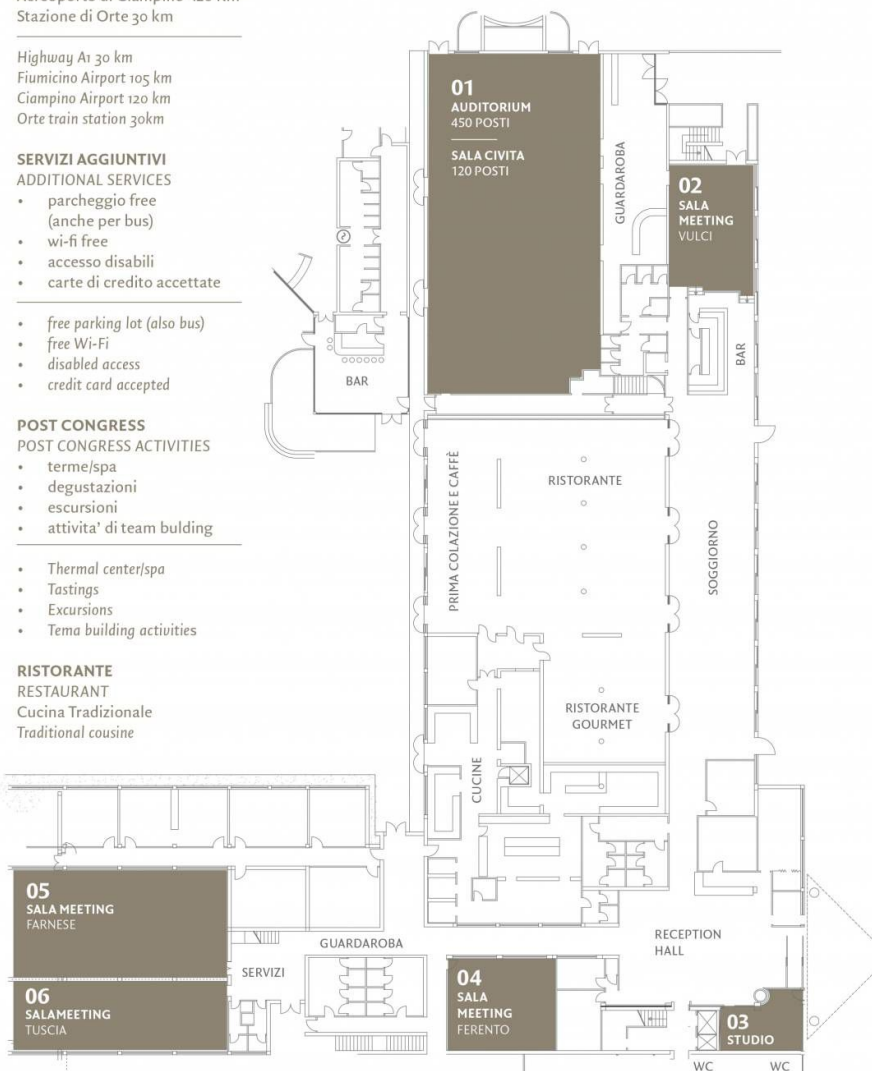 Stazione di Orte 30 km
Highway A1 30 km
Fiumicino Airport 105 km
Ciampino Airport 120 km
Orte train station 30km
SERVIZI AGGIUNTIVI
ADDITIONAL SERVICES
• parcheggio free
(anche per bus)
• wi-fi free
• accesso disabili
• carte di credito accettate
• free parking lot (also bus)
• free Wi-Fi
• disabled access
• credit card accepted
POST CONGRESS
POST CONGRESS ACTIVITIES
• terme/spa
• degustazioni
• escursioni
• attivita' di team bulding
• Thermal center/spa
• Tastings
• Excursions
• Tema building activities
RISTORANTE
RESTAURANT
Cucina Tradizionale
Traditional cousine
01
AUDITORIUM
450 POSTI
SALA CIVITA
120 POSTI
GUARDAROBA
02
SALA
MEETING
VULCI
BAR
BAR
PRIMA COLAZIONE E CAFFÈ
RISTORANTE
SOGGIORNO
RISTORANTE
GOURMET
CUCINE
05
SALA MEETING
FARNESE
GUARDAROBA
SERVIZI
RECEPTION
HALL
06
SALAMEETING
TUSCIA
04
SALA
MEETING
FERENTO
03
STUDIO
WC
WC